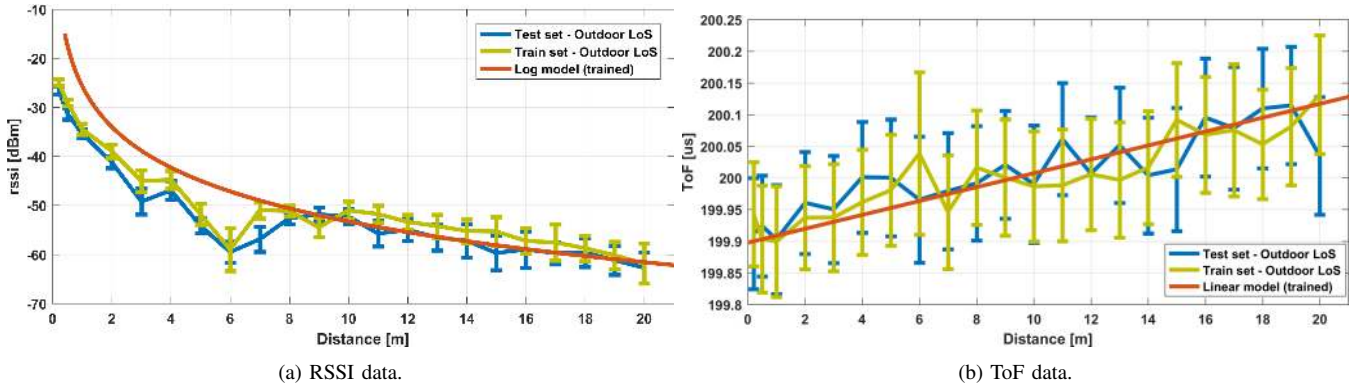 -10
-20
-30
-40
-50
-60
-70
rssi [dBm]
0 2 4 6 8 10 12 14 16 18 20
Distance [m]
Test set - Outdoor LoS
Train set - Outdoor LoS
Log model (trained)
(a) RSSI data.
200.25
200.2
200.15
200.1
200.05
200
199.95
199.9
199.85
199.8
ToF [us]
0 2 4 6 8 10 12 14 16 18 20
Distance [m]
Test set - Outdoor LoS
Train set - Outdoor LoS
Linear model (trained)
(b) ToF data.